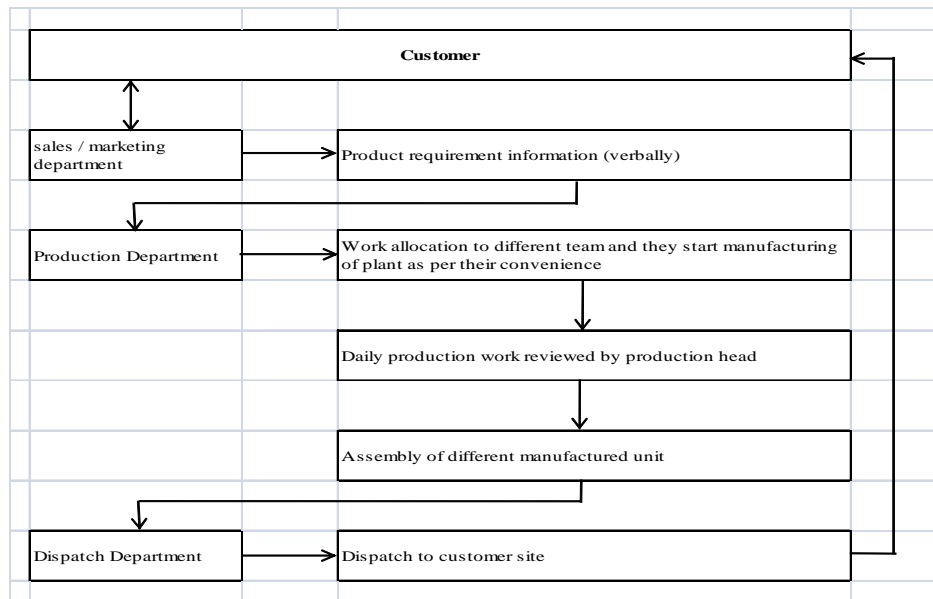 Customer
sales / marketing
department
Product requirement information (verbally)
Production Department
Work allocation to different team and they start manufacturing
of plant as per their convenience
Daily production work reviewed by production head
Assembly of different manufactured unit
Dispatch Department
Dispatch to customer site